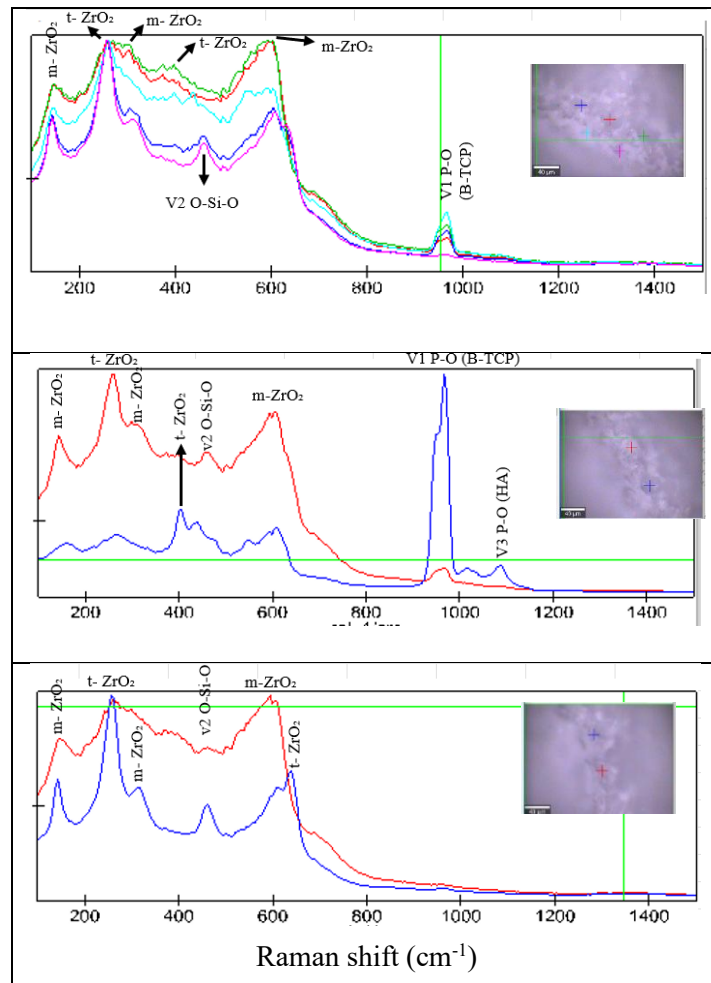 t- ZrO₂
m- ZrO₂
t- ZrO₂
m-ZrO₂
m- ZrO₂
V2 O-Si-O
V1 P-O
(B-TCP)
40 µm
200 400 600 800 1000 1200 1400
V1 P-O (B-TCP)
t- ZrO₂
m- ZrO₂
m- ZrO₂
t- ZrO₂
v2 O-Si-O
m-ZrO₂
V3 P-O (HA)
200 400 600 800 1000 1200 1400
t- ZrO₂
v2 O-Si-O
m-ZrO₂
m- ZrO₂
m- ZrO₂
t- ZrO₂
200 400 600 800 1000 1200 1400
Raman shift (cm⁻¹)